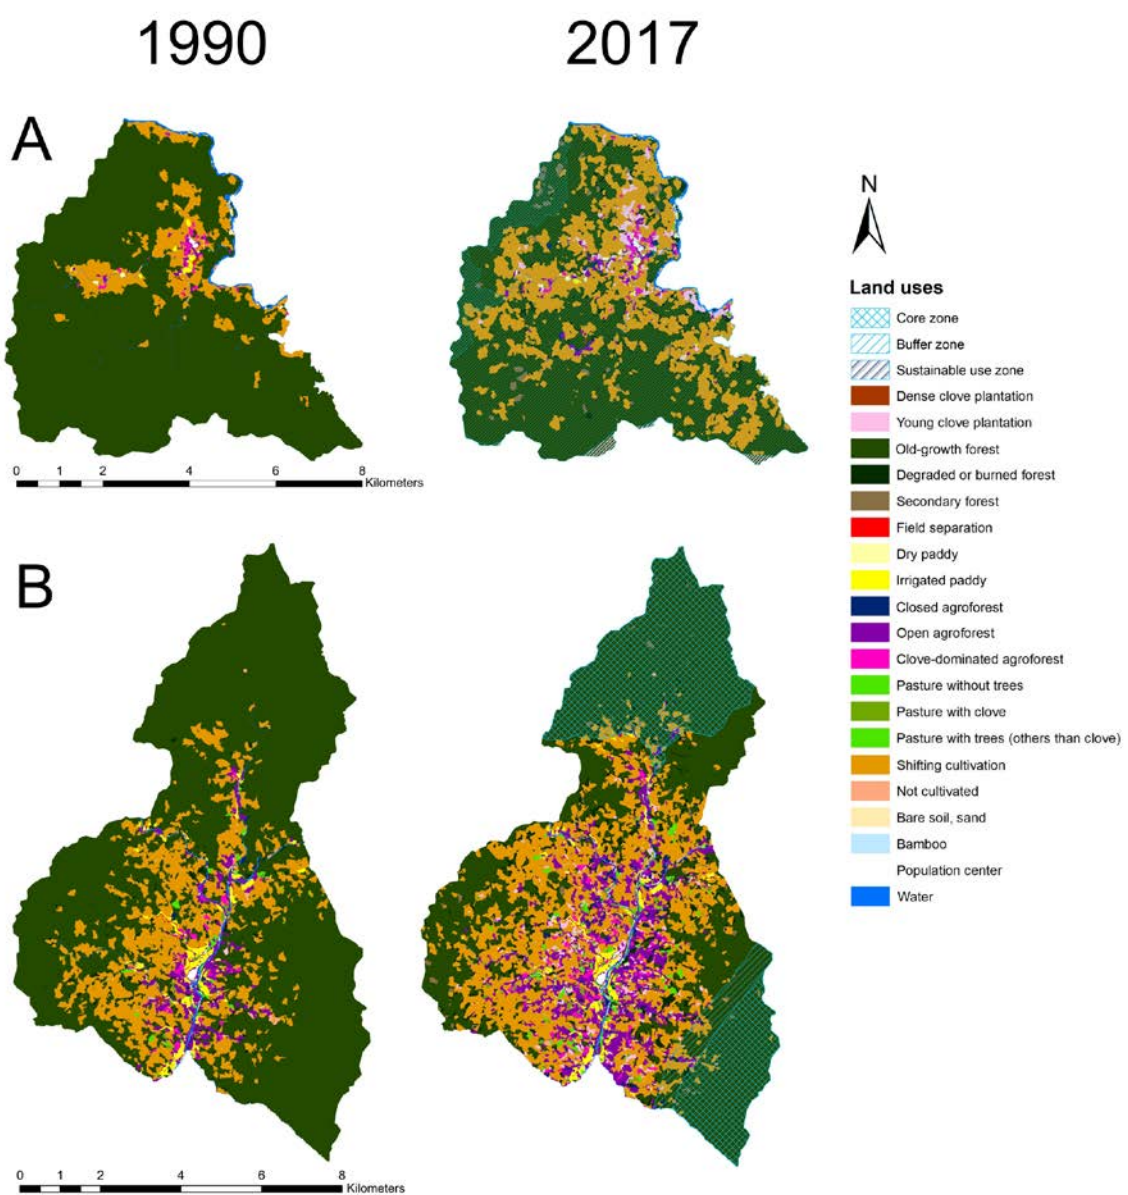 1990
2017
A
N
Land uses
Core zone
Buffer zone
Sustainable use zone
Dense clove plantation
Young clove plantation
Old-growth forest
Degraded or burned forest
Secondary forest
Field separation
Dry paddy
Irrigated paddy
Closed agroforest
Open agroforest
Clove-dominated agroforest
Pasture without trees
Pasture with clove
Pasture with trees (others than clove)
Shifting cultivation
Not cultivated
Bare soil, sand
Bamboo
Population center
Water
0 1 2 4 6 8
Kilometers
B
0 1 2 4 6 8
Kilometers